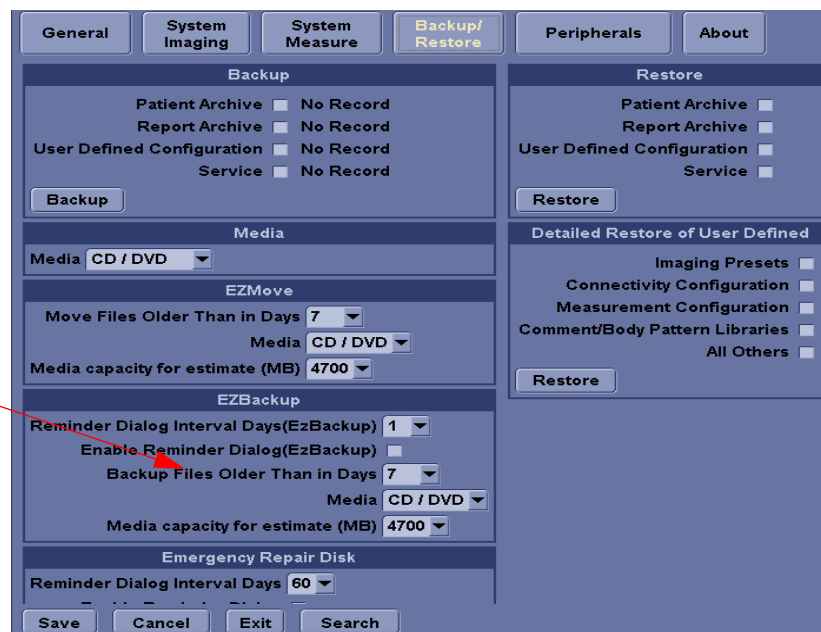 General
System Imaging
System Measure
Backup/ Restore
Peripherals
About
Backup
Patient Archive No Record
Report Archive No Record
User Defined Configuration No Record
Service No Record
Backup
Media
Media CD / DVD
EZMove
Move Files Older Than in Days 7
Media CD / DVD
Media capacity for estimate (MB) 4700
EZBackup
Reminder Dialog Interval Days(EzBackup) 1
Enable Reminder Dialog(EzBackup)
Backup Files Older Than in Days 7
Media CD / DVD
Media capacity for estimate (MB) 4700
Emergency Repair Disk
Reminder Dialog Interval Days 60
Restore
Patient Archive
Report Archive
User Defined Configuration
Service
Restore
Detailed Restore of User Defined
Imaging Presets
Connectivity Configuration
Measurement Configuration
Comment/Body Pattern Libraries
All Others
Restore
Save
Cancel
Exit
Search